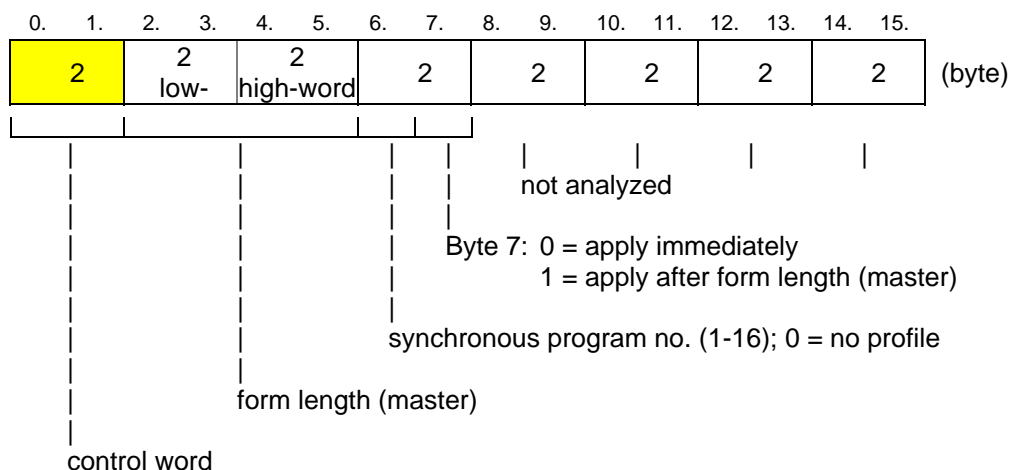 0. 1. 2. 3. 4. 5. 6. 7. 8. 9. 10. 11. 12. 13. 14. 15.
2 2 2 2 2 2 2 2 (byte)
low- high-word
not analyzed
Byte 7: 0 = apply immediately
1 = apply after form length (master)
synchronous program no. (1-16); 0 = no profile
form length (master)
control word